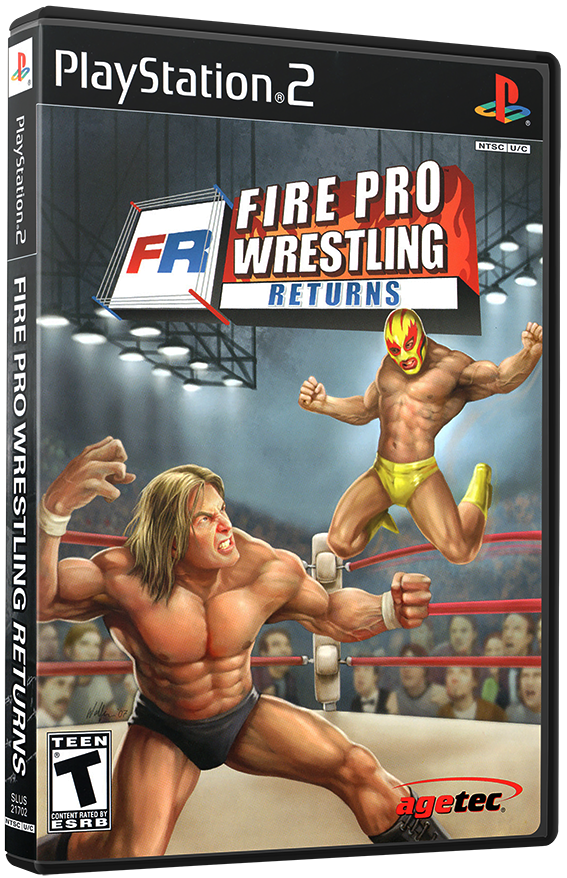 PlayStation®2
NTSC U/C
PlayStation®2
FIRE PRO WRESTLING RETURNS
SLUS
21702
NTSC U/C
FR
FIRE PRO
WRESTLING
RETURNS
TEEN
T
®
CONTENT RATED BY
ESRB
agetec®